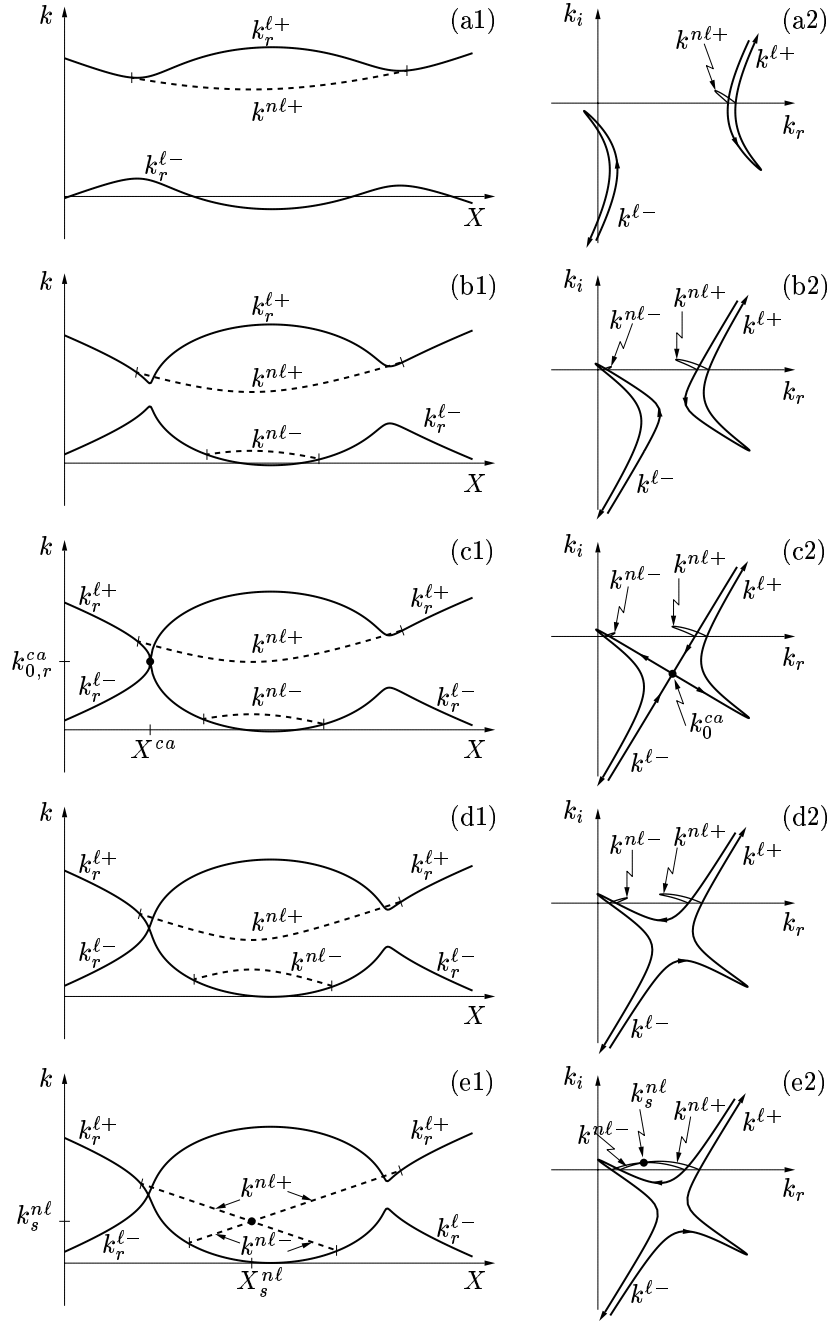 k
k_r^{ℓ+}
(a1)
k^{nℓ+}
k_r^{ℓ-}
X
k_i
(a2)
k^{nℓ+}
k^{ℓ+}
k_r
k^{ℓ-}
k
k_r^{ℓ+}
(b1)
k^{nℓ+}
k^{nℓ-}
k_r^{ℓ-}
X
k_i
(b2)
k^{nℓ+}
k^{nℓ-}
k^{ℓ+}
k_r
k^{ℓ-}
k
(c1)
k_r^{ℓ+}
k_r^{ℓ+}
k^{nℓ+}
k_{0,r}^{ca}
k_r^{ℓ-}
k^{nℓ-}
k_r^{ℓ-}
X^{ca}
X
k_i
(c2)
k^{nℓ-}
k^{nℓ+}
k^{ℓ+}
k_r
k_0^{ca}
k^{ℓ-}
k
(d1)
k_r^{ℓ+}
k_r^{ℓ+}
k^{nℓ+}
k_r^{ℓ-}
k^{nℓ-}
k_r^{ℓ-}
X
k_i
(d2)
k^{nℓ-}
k^{nℓ+}
k^{ℓ+}
k_r
k^{ℓ-}
k
(e1)
k_r^{ℓ+}
k_r^{ℓ+}
k^{nℓ+}
k_s^{nℓ}
k_r^{ℓ-}
k^{nℓ-}
k_r^{ℓ-}
X_s^{nℓ}
X
k_i
(e2)
k_s^{nℓ}
k^{nℓ-}
k^{nℓ+}
k^{ℓ+}
k_r
k^{ℓ-}